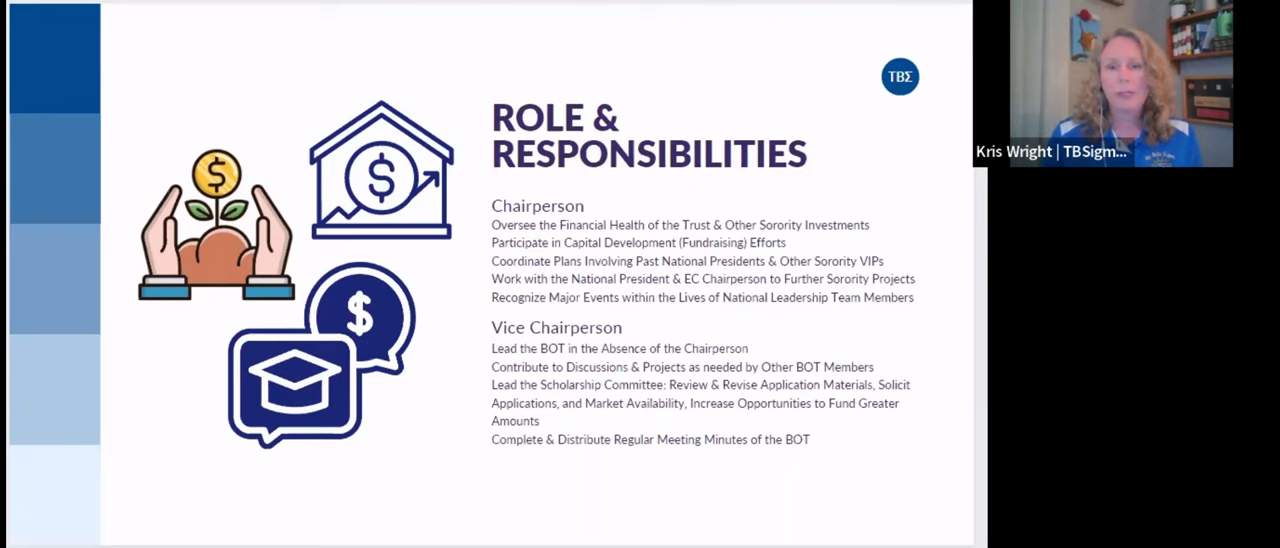 TBΣ
ROLE &
RESPONSIBILITIES
Chairperson
Oversee the Financial Health of the Trust & Other Sorority Investments
Participate in Capital Development (Fundraising) Efforts
Coordinate Plans Involving Past National Presidents & Other Sorority VIPs
Work with the National President & EC Chairperson to Further Sorority Projects
Recognize Major Events within the Lives of National Leadership Team Members
Vice Chairperson
Lead the BOT in the Absence of the Chairperson
Contribute to Discussions & Projects as needed by Other BOT Members
Lead the Scholarship Committee: Review & Revise Application Materials, Solicit
Applications, and Market Availability, Increase Opportunities to Fund Greater
Amounts
Complete & Distribute Regular Meeting Minutes of the BOT
$
$
$
Kris Wright | TBSigm...